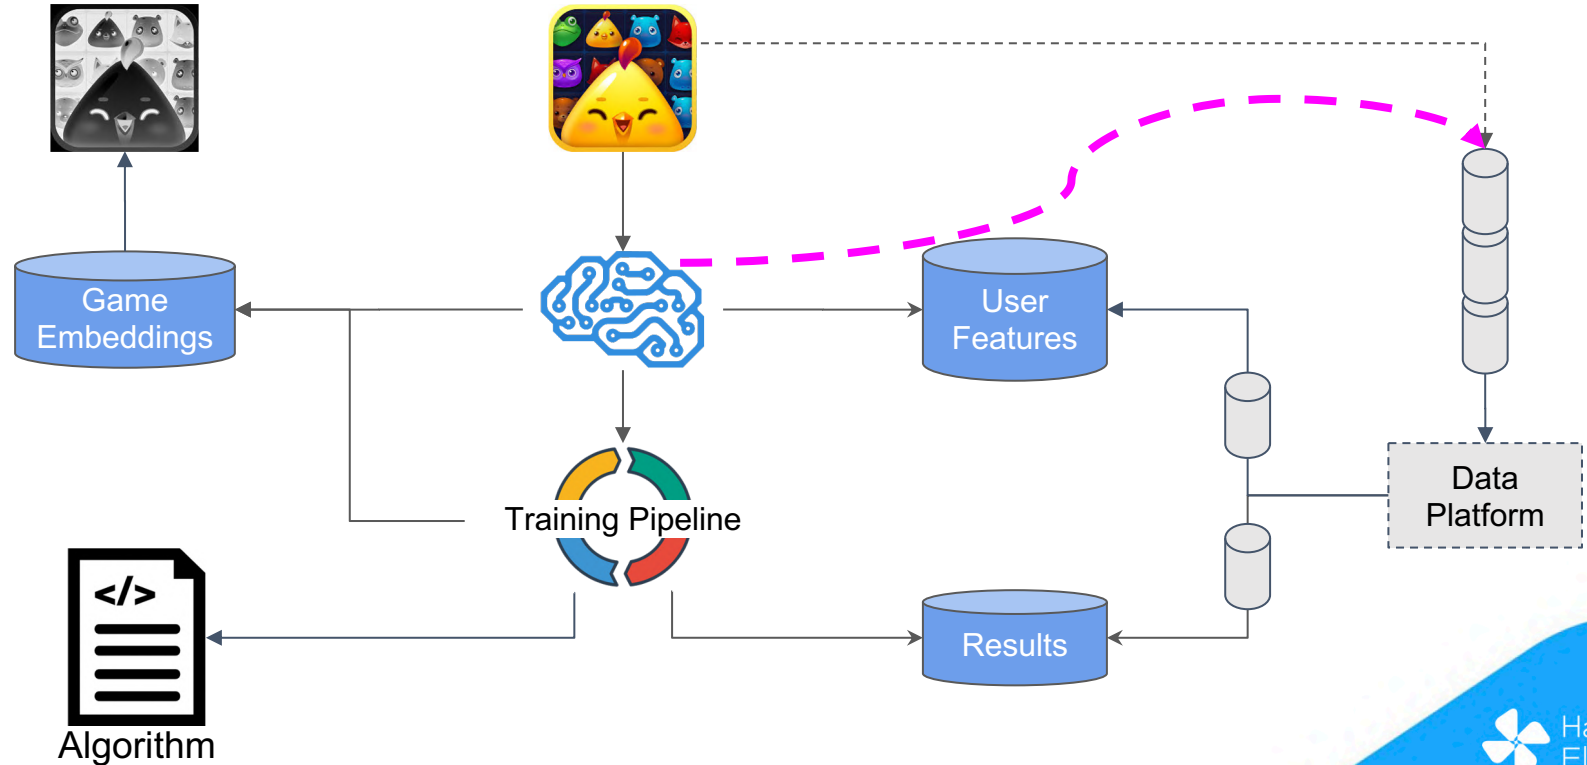 Game
Embeddings
User
Features
Data
Platform
Training Pipeline
</>
Results
Algorithm